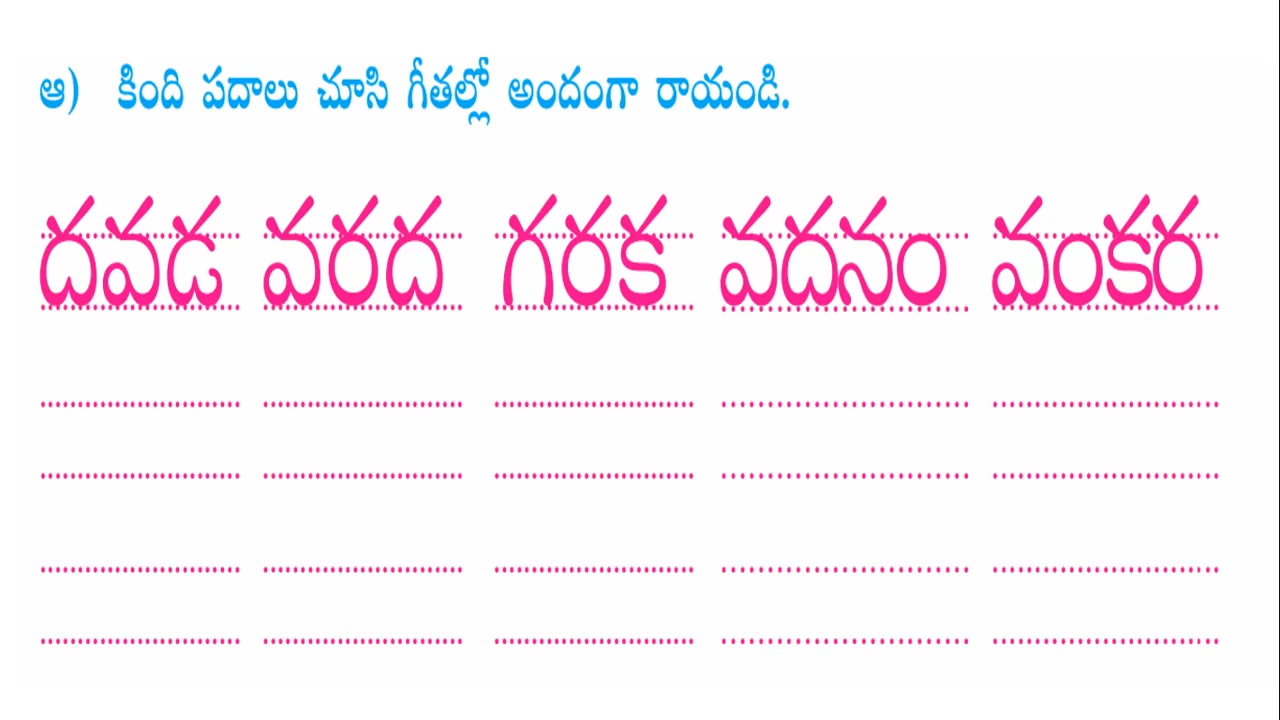 ఆ) కింది పదాలు చూసి గీతల్లో అందంగా రాయండి.
దవడ వరద గరక వదనం వంకర